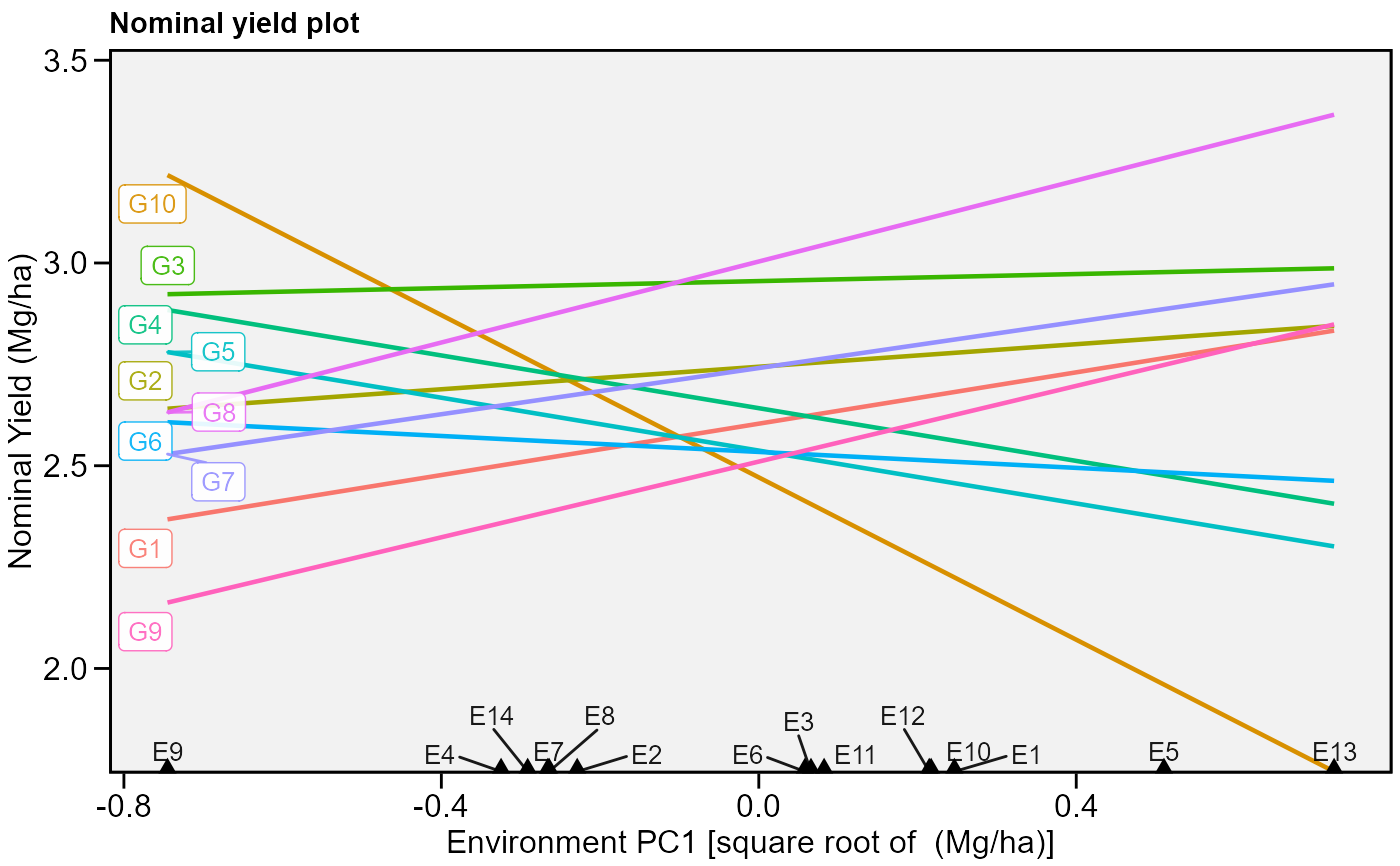 Nominal yield plot
3.5
3.0
2.5
2.0
Nominal Yield (Mg/ha)
G10
G3
G4
G5
G2
G8
G6
G7
G1
G9
E14 E8 E3 E12
E9 E4 E7 E2 E6 E11 E10 E1 E5 E13
-0.8 -0.4 0.0 0.4
Environment PC1 [square root of  (Mg/ha)]